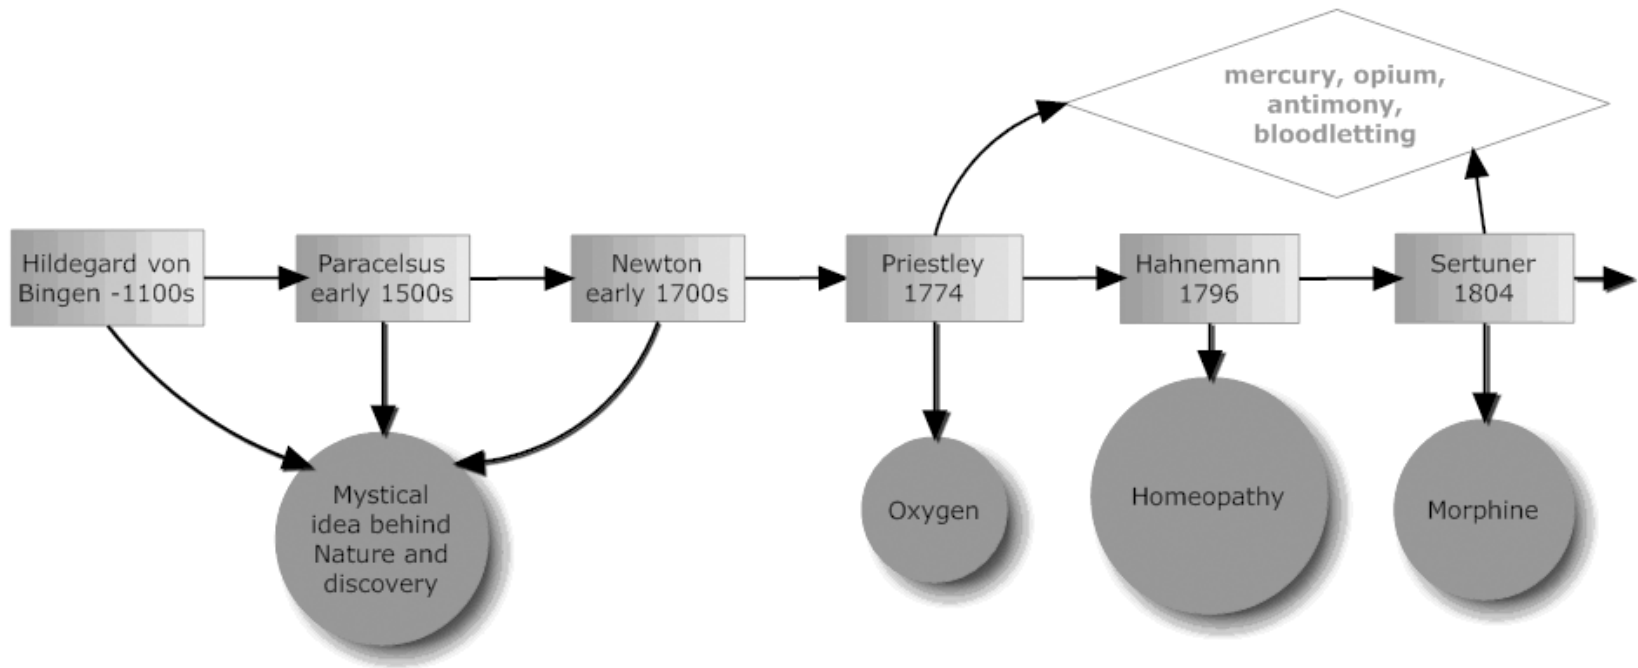 mercury, opium,
antimony,
bloodletting
Hildegard von
Bingen -1100s
Paracelsus
early 1500s
Newton
early 1700s
Priestley
1774
Hahnemann
1796
Sertuner
1804
Mystical
idea behind
Nature and
discovery
Oxygen
Homeopathy
Morphine